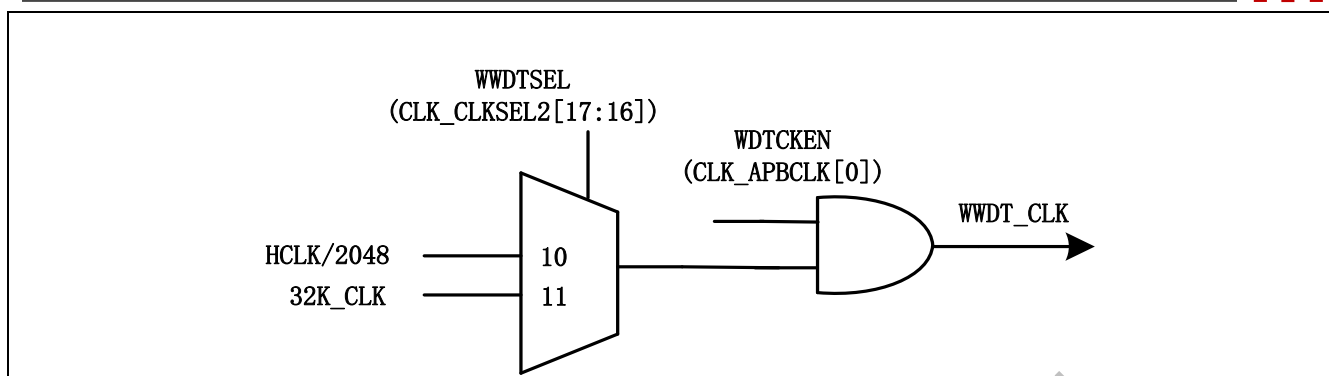 WWDTSEL
(CLK_CLKSEL2[17:16])
WDTCKEN
(CLK_APBCLK[0])
WWDT_CLK
HCLK/2048
10
32K_CLK
11